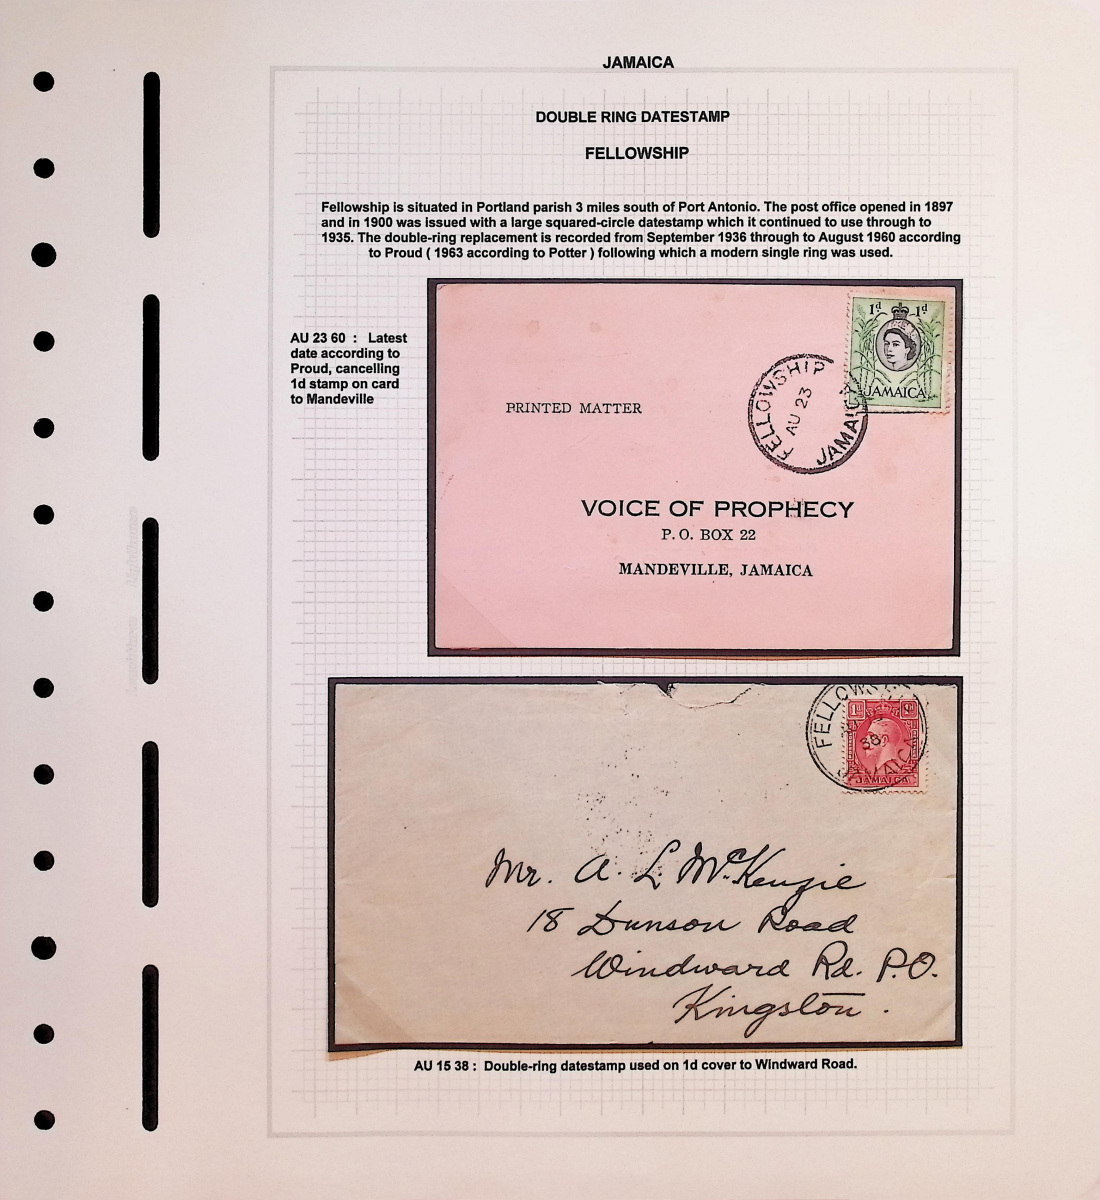 JAMAICA
DOUBLE RING DATESTAMP
FELLOWSHIP
Fellowship is situated in Portland parish 3 miles south of Port Antonio. The post office opened in 1897
and in 1900 was issued with a large squared-circle datestamp which it continued to use through to
1935. The double-ring replacement is recorded from September 1936 through to August 1960 according
to Proud ( 1963 according to Potter ) following which a modern single ring was used.
AU 23 60 : Latest
date according to
Proud, cancelling
1d stamp on card
to Mandeville
1d 1d
JAMAICA
FELLOWSHIP
AU 23
JAMAICA
PRINTED MATTER
VOICE OF PROPHECY
P. O. BOX 22
MANDEVILLE, JAMAICA
FELLOWSHIP
38
JAMAICA
1d
JAMAICA
Mr. A. L. McKenzie
18 Dunson Road
Windward Rd. P.O.
Kingston.
AU 15 38 : Double-ring datestamp used on 1d cover to Windward Road.